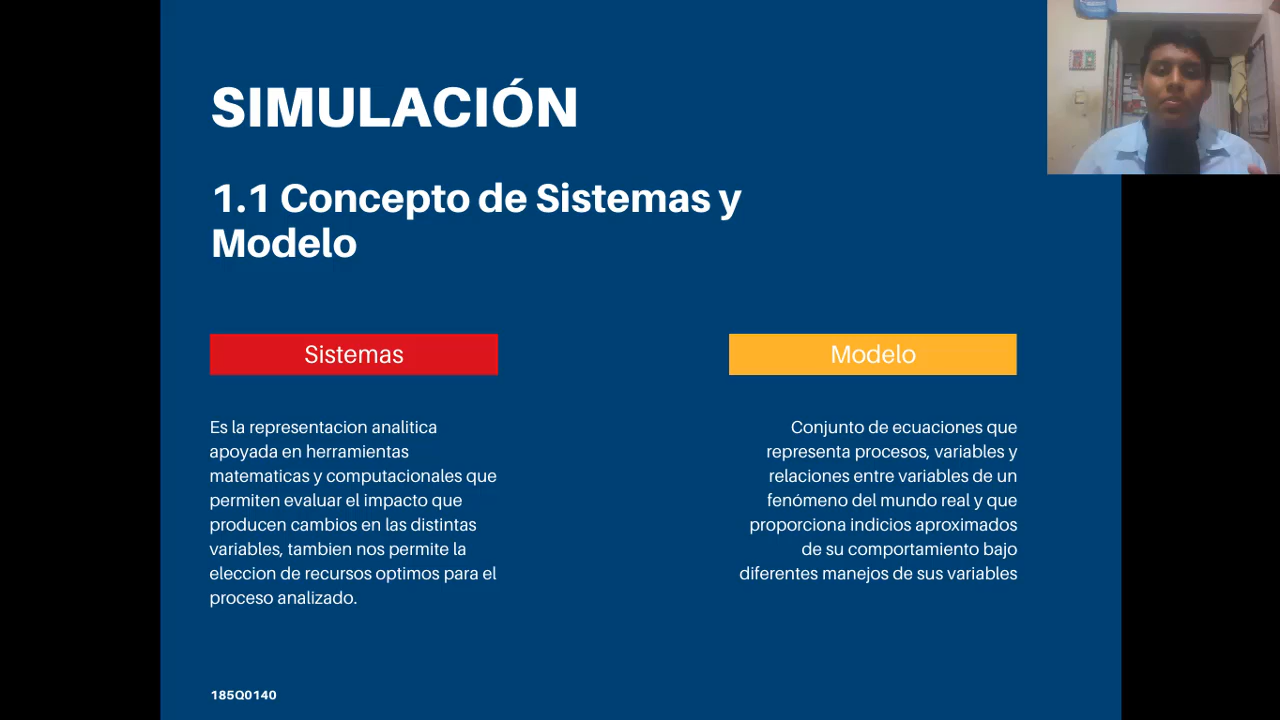 SIMULACIÓN
1.1 Concepto de Sistemas y
Modelo
Sistemas
Es la representacion analitica
apoyada en herramientas
matematicas y computacionales que
permiten evaluar el impacto que
producen cambios en las distintas
variables, tambien nos permite la
eleccion de recursos optimos para el
proceso analizado.
Modelo
Conjunto de ecuaciones que
representa procesos, variables y
relaciones entre variables de un
fenómeno del mundo real y que
proporciona indicios aproximados
de su comportamiento bajo
diferentes manejos de sus variables
185Q0140